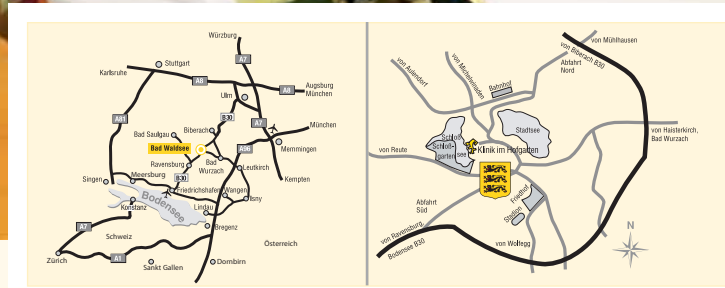 Würzburg
A7
Stuttgart
Karlsruhe
A8
A8
Augsburg
München
Ulm
B30
A7
A81
Biberach
München
Bad Saulgau
Memmingen
Bad Waldsee
A96
Bad
Wurzach
Leutkirch
Ravensburg
B30
Meersburg
Kempten
Singen
Friedrichshafen
Wangen
Isny
Bodensee
Konstanz
Lindau
A7
Bregenz
Schweiz
Österreich
Zürich
A1
Sankt Gallen
Dornbirn
von Mühlhausen
von Biberach B30
Abfahrt
Nord
von Aulendorf
von Michelwinnaden
Bahnhof
Stadtsee
von Haisterkirch,
Bad Wurzach
Schloß
Schloß-
garten
see
Klinik im Hofgarten
von Reute
Friedhof
Stadion
Abfahrt
Süd
von Ravensburg,
Bodensee B30
von Wolfegg
N